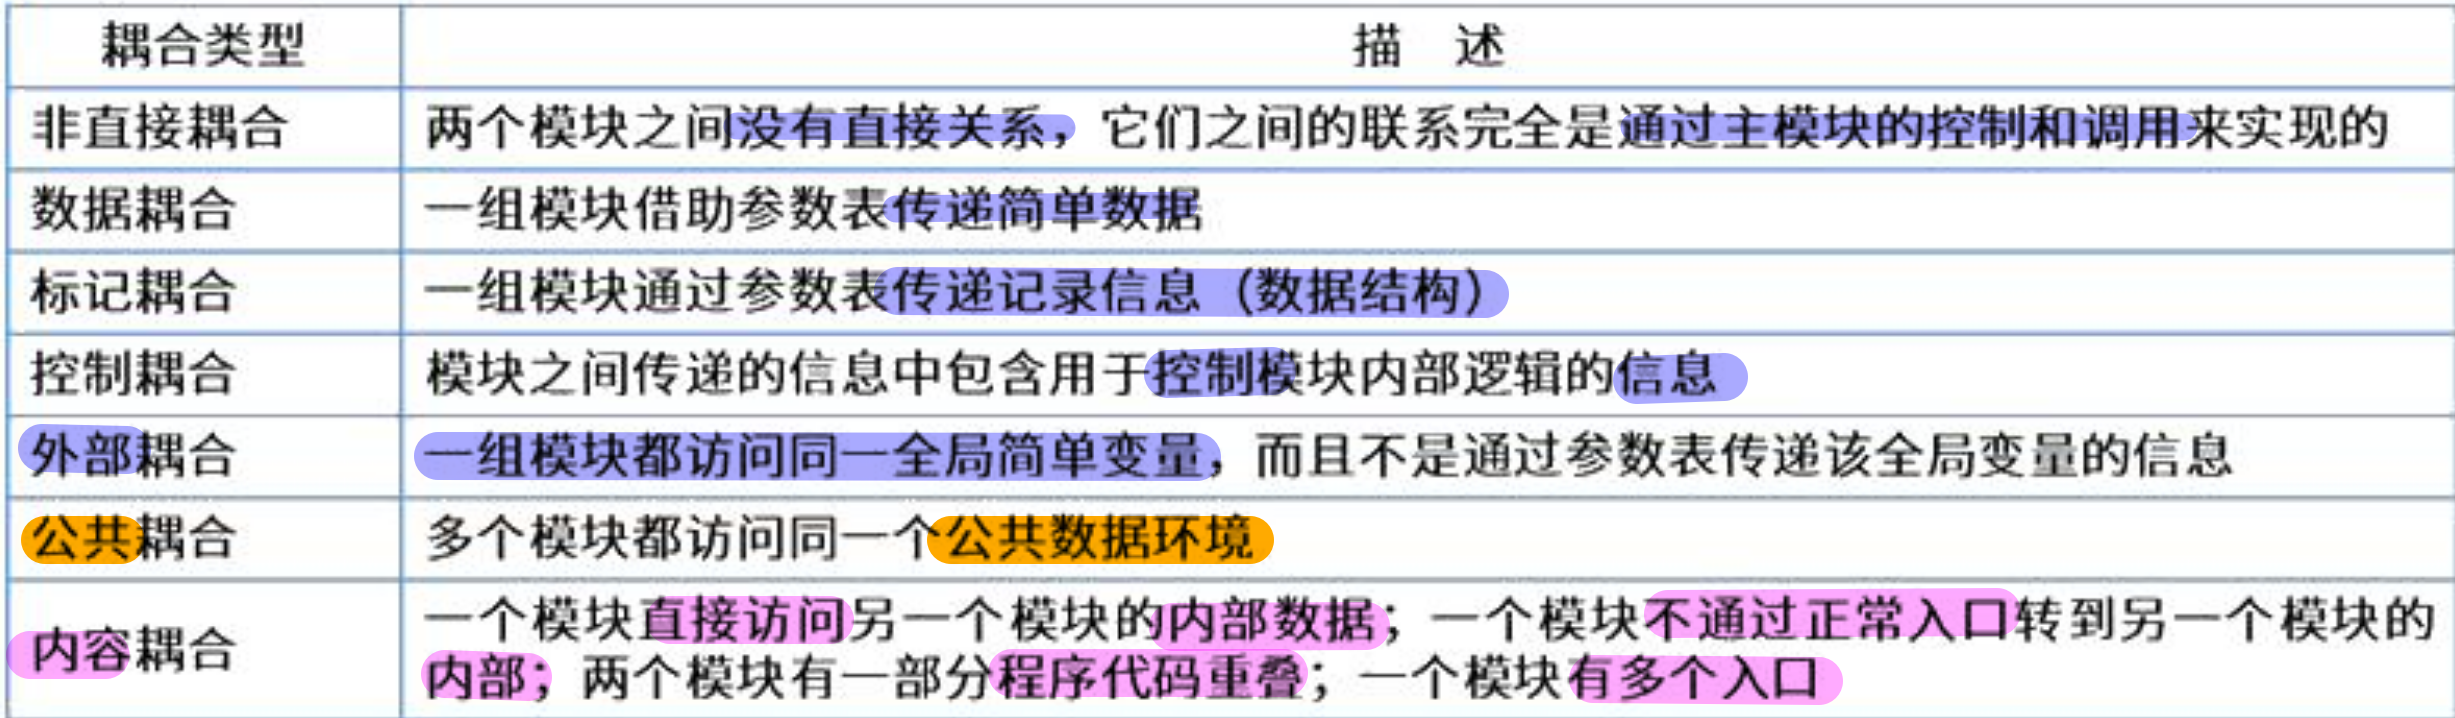 耦合类型 描 述
非直接耦合 两个模块之间没有直接关系，它们之间的联系完全是通过主模块的控制和调用来实现的
数据耦合 一组模块借助参数表传递简单数据
标记耦合 一组模块通过参数表传递记录信息（数据结构）
控制耦合 模块之间传递的信息中包含用于控制模块内部逻辑的信息
外部耦合 一组模块都访问同一全局简单变量，而且不是通过参数表传递该全局变量的信息
公共耦合 多个模块都访问同一个公共数据环境
内容耦合 一个模块直接访问另一个模块的内部数据；一个模块不通过正常入口转到另一个模块的
内部；两个模块有一部分程序代码重叠；一个模块有多个入口